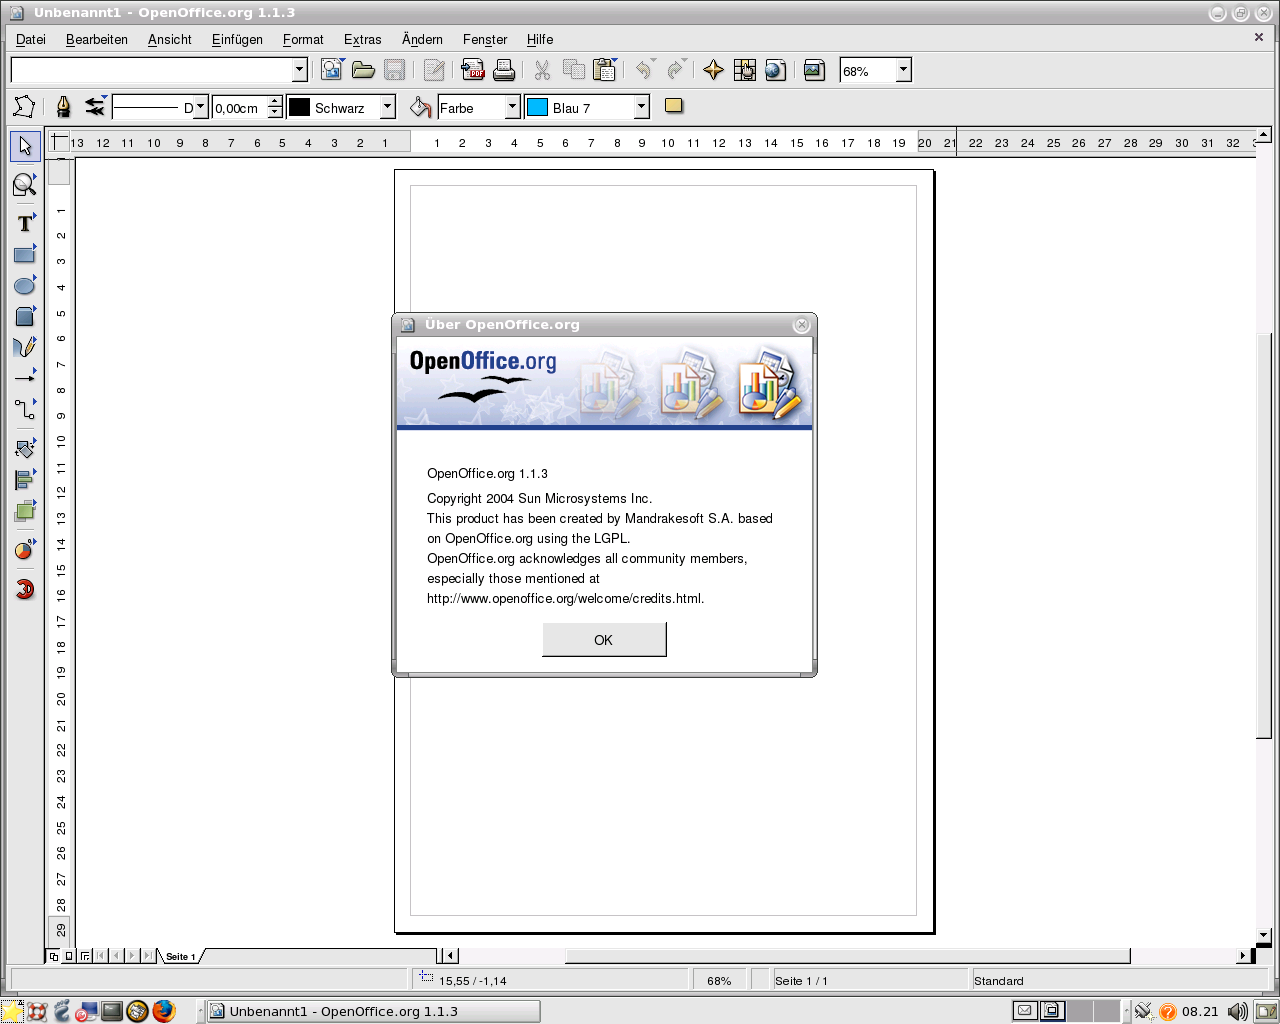 Unbenannt1 - OpenOffice.org 1.1.3
Datei Bearbeiten Ansicht Einfügen Format Extras Ändern Fenster Hilfe
68%
D 0,00cm Schwarz Farbe Blau 7
13 12 11 10 9 8 7 6 5 4 3 2 1 1 2 3 4 5 6 7 8 9 10 11 12 13 14 15 16 17 18 19 20 21 22 23 24 25 26 27 28 29 30 31 32
1
2
3
4
5
6
7
8
9
10
11
12
13
14
15
16
17
18
19
20
21
22
23
24
25
26
27
28
29
Über OpenOffice.org
OpenOffice.org
OpenOffice.org 1.1.3
Copyright 2004 Sun Microsystems Inc.
This product has been created by Mandrakesoft S.A. based
on OpenOffice.org using the LGPL.
OpenOffice.org acknowledges all community members,
especially those mentioned at
http://www.openoffice.org/welcome/credits.html.
OK
Seite 1
15,55 / -1,14 68% Seite 1 / 1 Standard
Unbenannt1 - OpenOffice.org 1.1.3 08.21